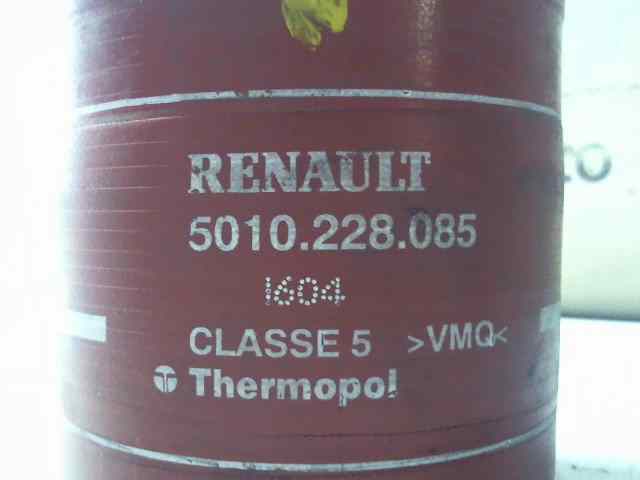 RENAULT
5010.228.085
1604
CLASSE 5 >VMQ<
Thermopol